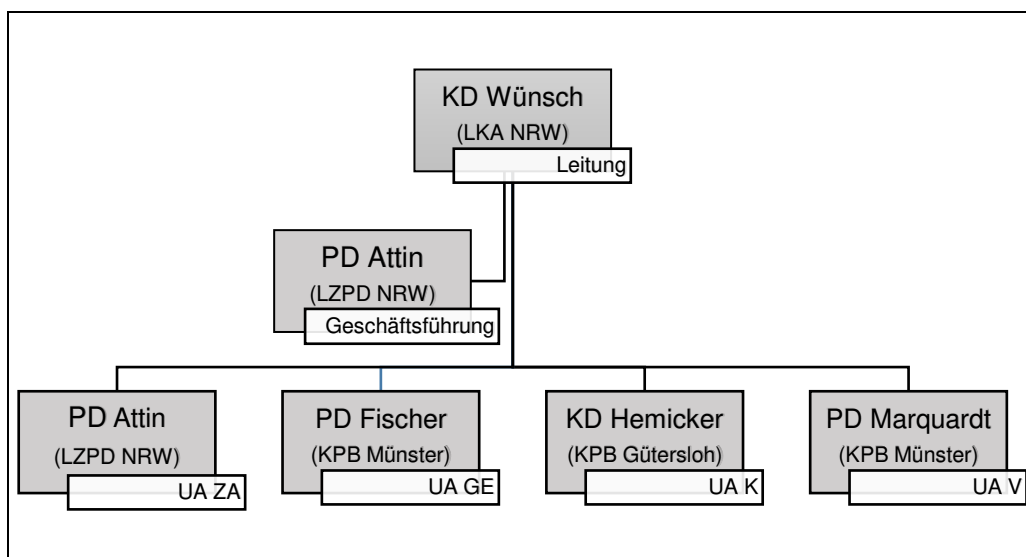 KD Wünsch
(LKA NRW)
Leitung
PD Attin
(LZPD NRW)
Geschäftsführung
PD Attin
(LZPD NRW)
UA ZA
PD Fischer
(KPB Münster)
UA GE
KD Hemicker
(KPB Gütersloh)
UA K
PD Marquardt
(KPB Münster)
UA V